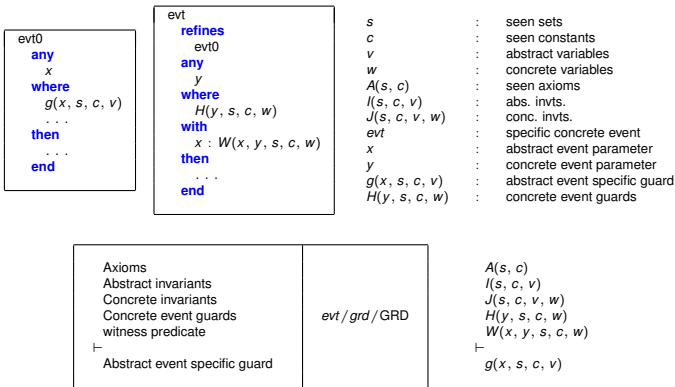 evt0
any
x
where
g(x, s, c, v)
. . .
then
. . .
end
evt
refines
evt0
any
y
where
H(y, s, c, w)
with
x : W(x, y, s, c, w)
then
. . .
end
s : seen sets
c : seen constants
v : abstract variables
w : concrete variables
A(s, c) : seen axioms
I(s, c, v) : abs. invts.
J(s, c, v, w) : conc. invts.
evt : specific concrete event
x : abstract event parameter
y : concrete event parameter
g(x, s, c, v) : abstract event specific guard
H(y, s, c, w) : concrete event guards
Axioms
Abstract invariants
Concrete invariants
Concrete event guards
witness predicate
⊢
Abstract event specific guard
evt / grd / GRD
A(s, c)
I(s, c, v)
J(s, c, v, w)
H(y, s, c, w)
W(x, y, s, c, w)
⊢
g(x, s, c, v)